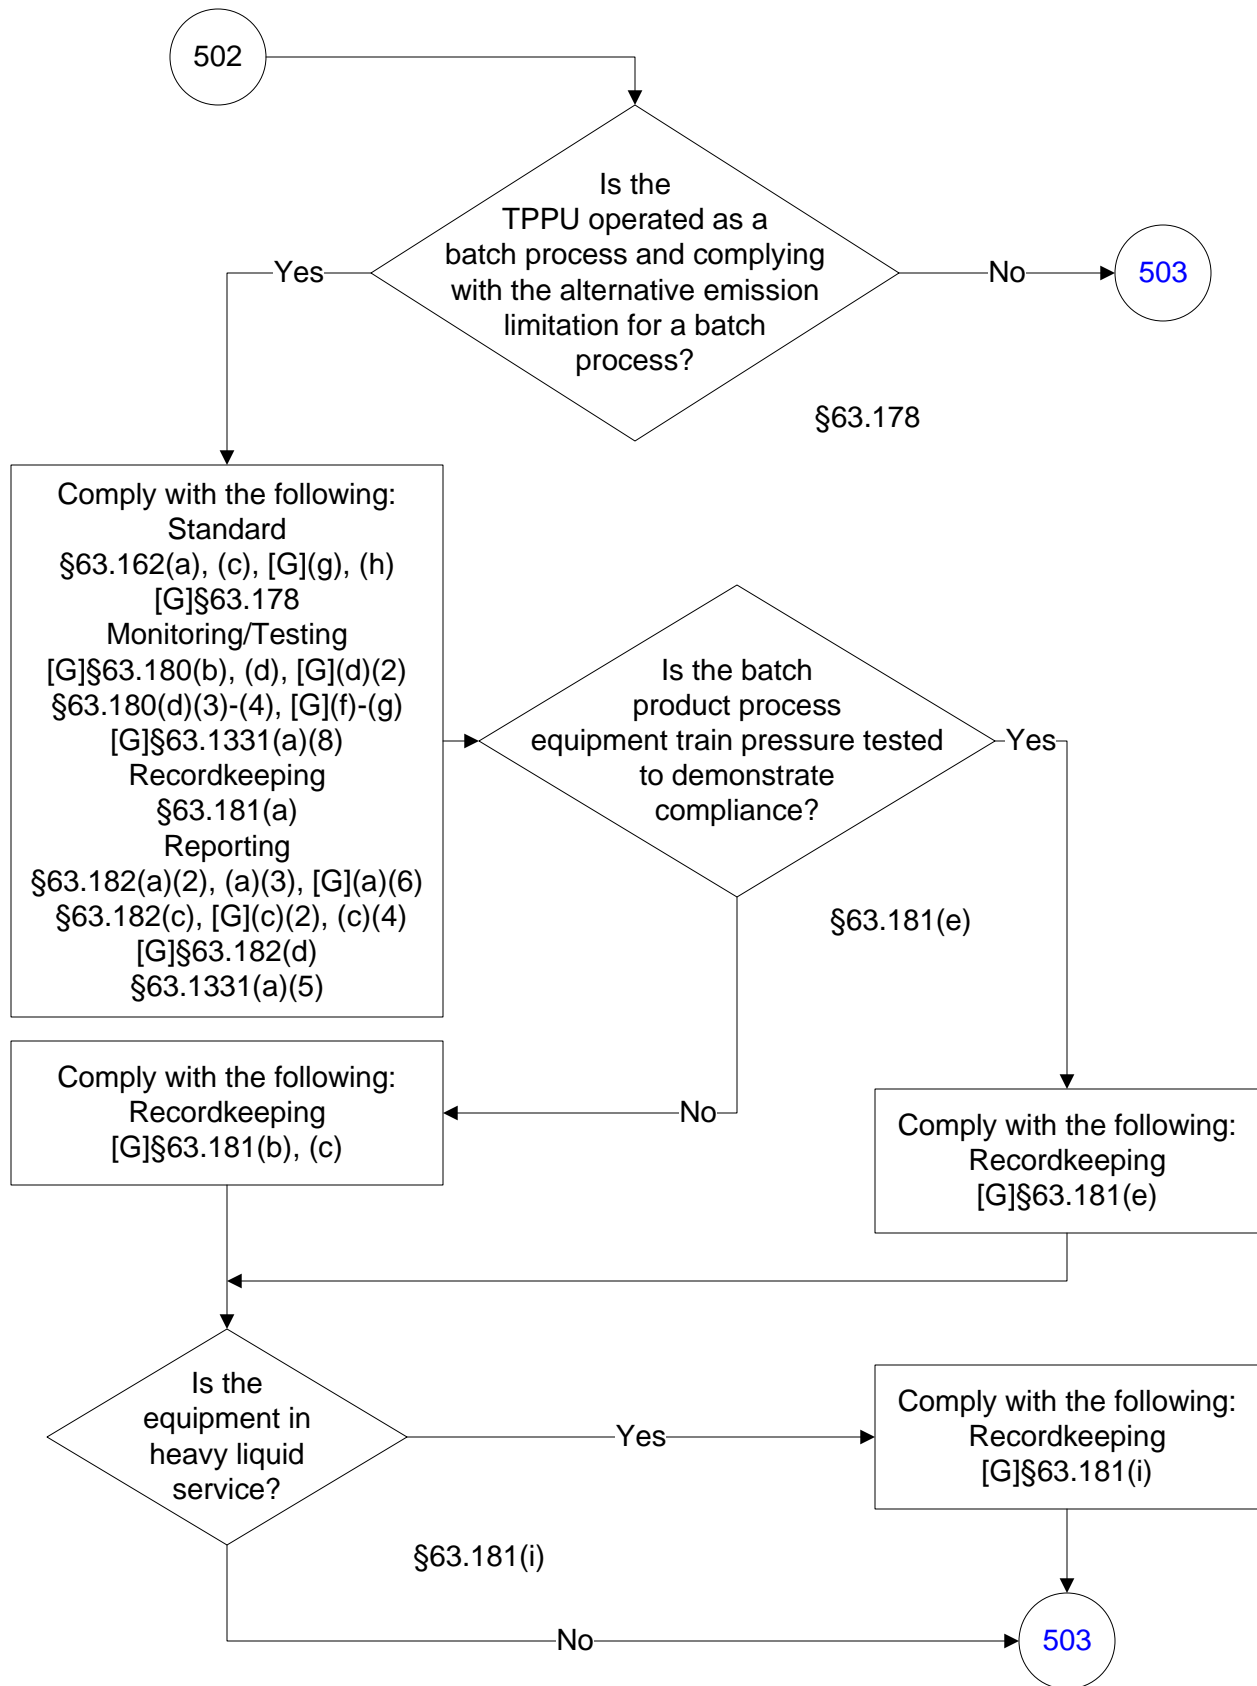 502
Is the
TPPU operated as a
batch process and complying
with the alternative emission
limitation for a batch
process?
Yes
No
503
§63.178
Comply with the following:
Standard
§63.162(a), (c), [G](g), (h)
[G]§63.178
Monitoring/Testing
[G]§63.180(b), (d), [G](d)(2)
§63.180(d)(3)-(4), [G](f)-(g)
[G]§63.1331(a)(8)
Recordkeeping
§63.181(a)
Reporting
§63.182(a)(2), (a)(3), [G](a)(6)
§63.182(c), [G](c)(2), (c)(4)
[G]§63.182(d)
§63.1331(a)(5)
Is the batch
product process
equipment train pressure tested
to demonstrate
compliance?
Yes
§63.181(e)
No
Comply with the following:
Recordkeeping
[G]§63.181(b), (c)
Comply with the following:
Recordkeeping
[G]§63.181(e)
Is the
equipment in
heavy liquid
service?
Yes
Comply with the following:
Recordkeeping
[G]§63.181(i)
§63.181(i)
No
503